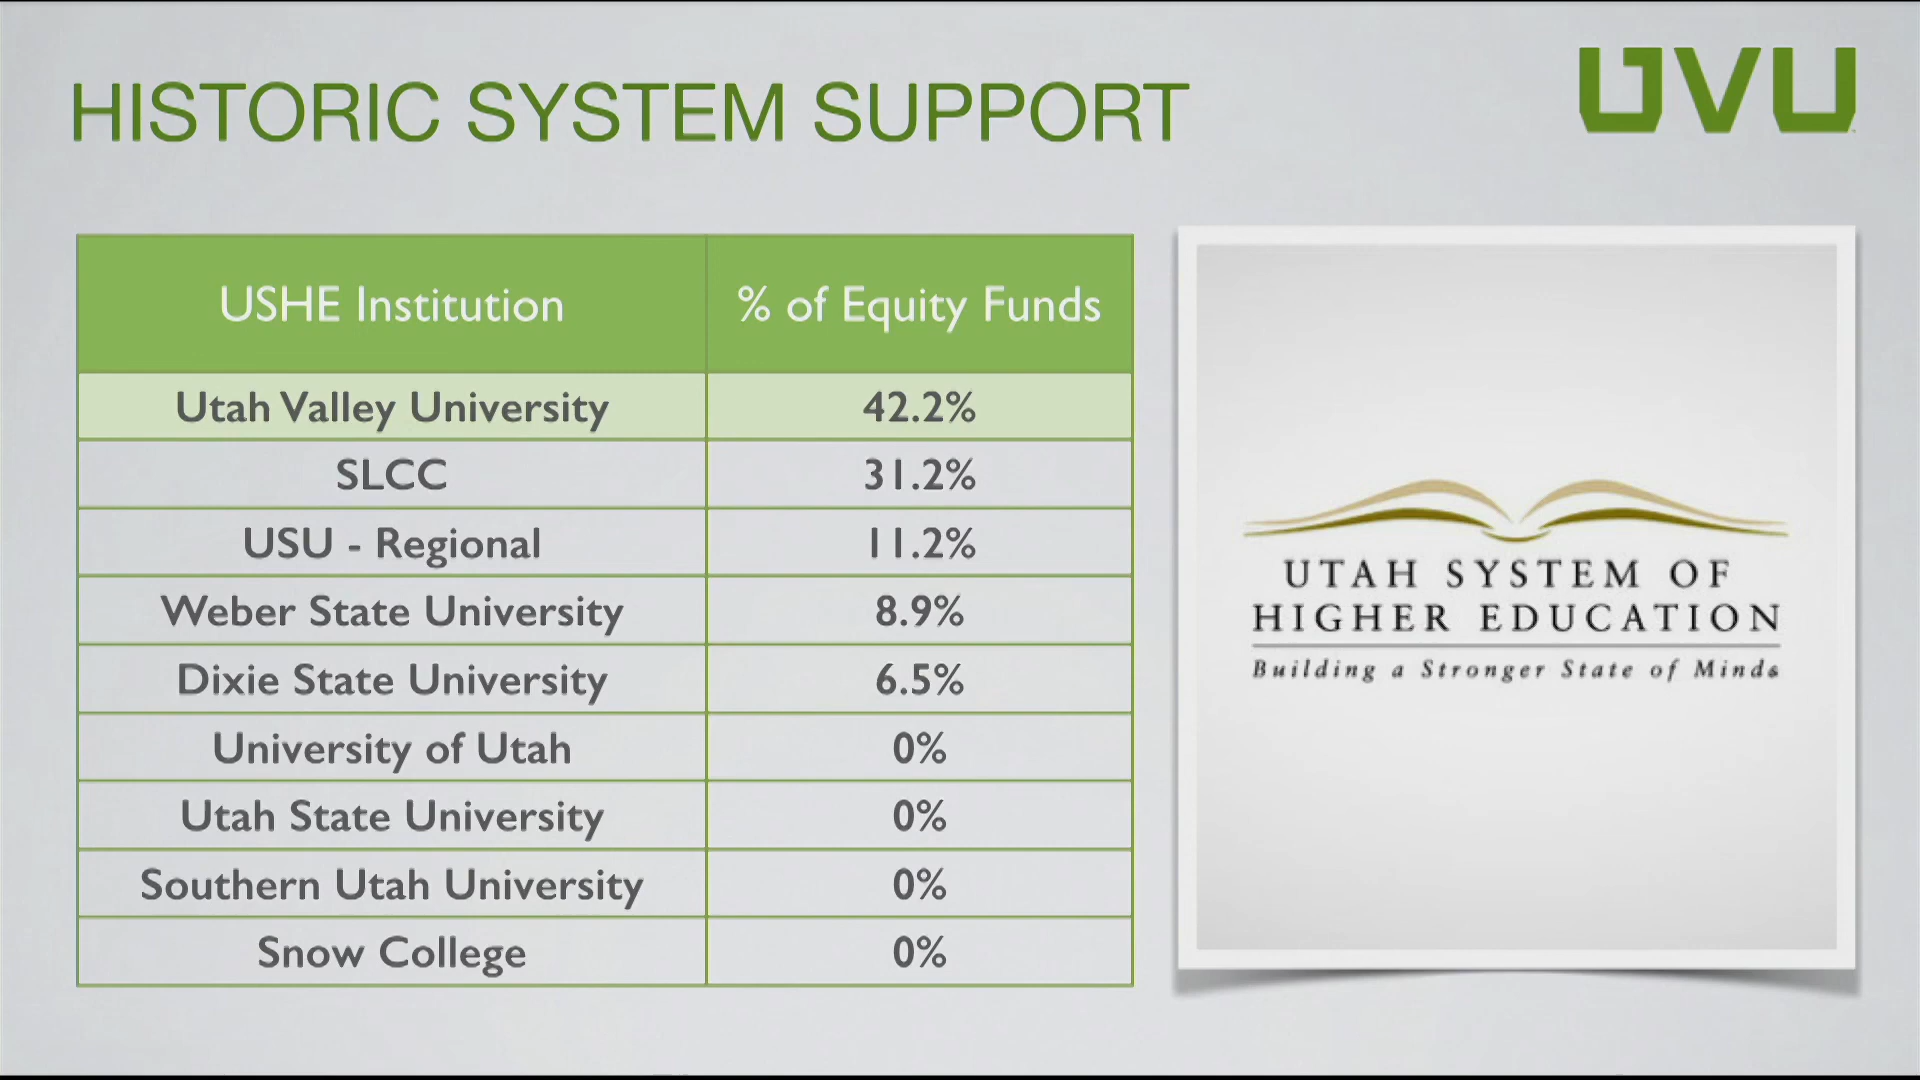 HISTORIC SYSTEM SUPPORT
UVU
USHE Institution % of Equity Funds
Utah Valley University 42.2%
SLCC 31.2%
USU - Regional 11.2%
Weber State University 8.9%
Dixie State University 6.5%
University of Utah 0%
Utah State University 0%
Southern Utah University 0%
Snow College 0%
UTAH SYSTEM OF
HIGHER EDUCATION
Building a Stronger State of Minds